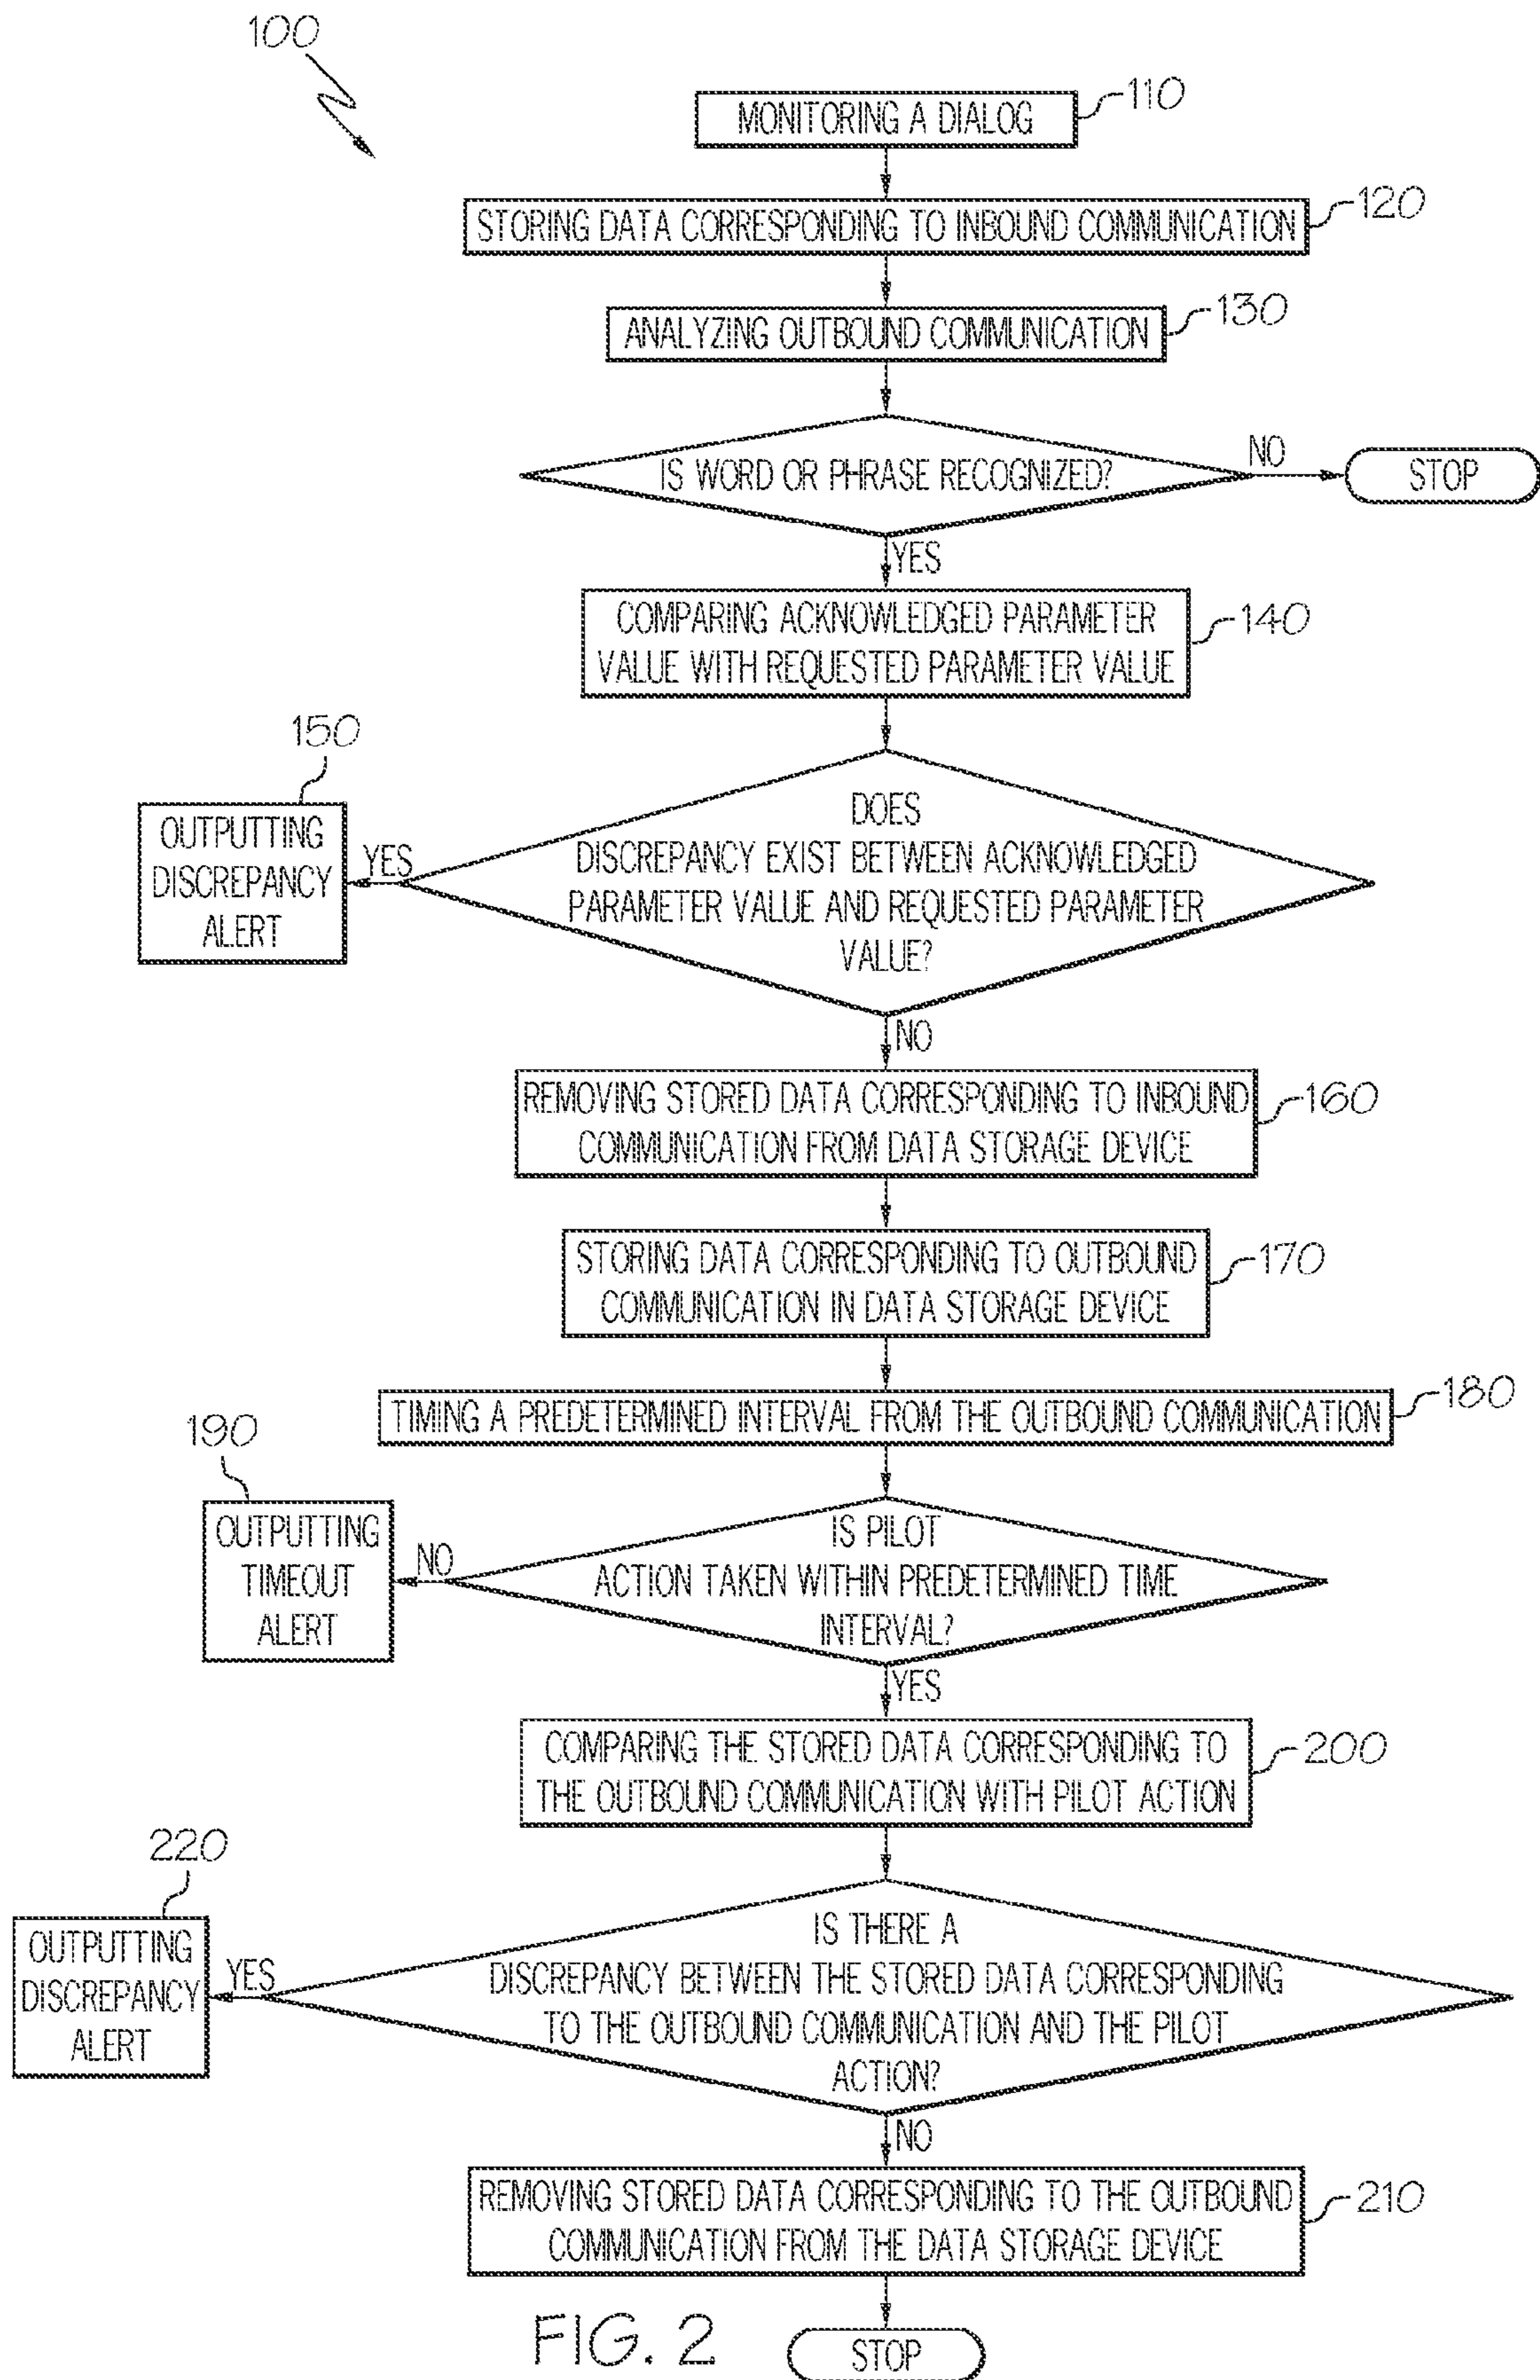 100
MONITORING A DIALOG
110
STORING DATA CORRESPONDING TO INBOUND COMMUNICATION
120
ANALYZING OUTBOUND COMMUNICATION
130
IS WORD OR PHRASE RECOGNIZED?
NO
STOP
YES
COMPARING ACKNOWLEDGED PARAMETER
VALUE WITH REQUESTED PARAMETER VALUE
140
DOES
DISCREPANCY EXIST BETWEEN ACKNOWLEDGED
PARAMETER VALUE AND REQUESTED PARAMETER
VALUE?
YES
150
OUTPUTTING
DISCREPANCY
ALERT
NO
REMOVING STORED DATA CORRESPONDING TO INBOUND
COMMUNICATION FROM DATA STORAGE DEVICE
160
STORING DATA CORRESPONDING TO OUTBOUND
COMMUNICATION IN DATA STORAGE DEVICE
170
TIMING A PREDETERMINED INTERVAL FROM THE OUTBOUND COMMUNICATION
180
IS PILOT
ACTION TAKEN WITHIN PREDETERMINED TIME
INTERVAL?
NO
190
OUTPUTTING
TIMEOUT
ALERT
YES
COMPARING THE STORED DATA CORRESPONDING TO
THE OUTBOUND COMMUNICATION WITH PILOT ACTION
200
IS THERE A
DISCREPANCY BETWEEN THE STORED DATA CORRESPONDING
TO THE OUTBOUND COMMUNICATION AND THE PILOT
ACTION?
YES
220
OUTPUTTING
DISCREPANCY
ALERT
NO
REMOVING STORED DATA CORRESPONDING TO THE OUTBOUND
COMMUNICATION FROM THE DATA STORAGE DEVICE
210
STOP
FIG. 2